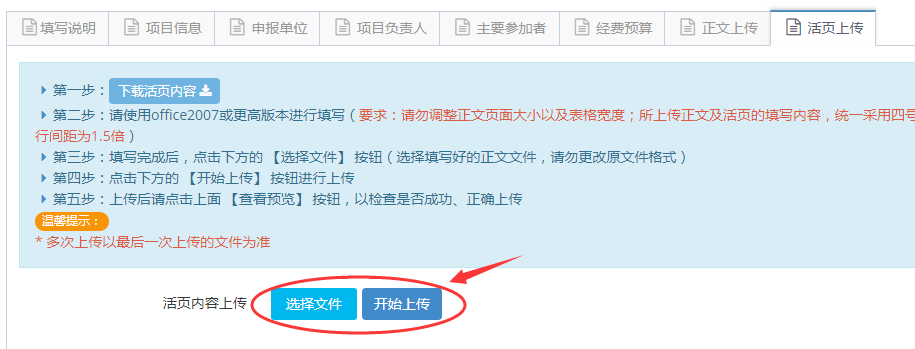 填写说明 项目信息 申报单位 项目负责人 主要参加者 经费预算 正文上传 活页上传
第一步：下载活页内容
第二步：请使用office2007或更高版本进行填写（要求：请勿调整正文页面大小以及表格宽度；所上传正文及活页的填写内容，统一采用四号
行间距为1.5倍）
第三步：填写完成后，点击下方的 【选择文件】 按钮（选择填写好的正文文件，请勿更改原文件格式）
第四步：点击下方的 【开始上传】 按钮进行上传
第五步：上传后请点击上面 【查看预览】 按钮，以检查是否成功、正确上传
温馨提示：
* 多次上传以最后一次上传的文件为准
活页内容上传 选择文件 开始上传